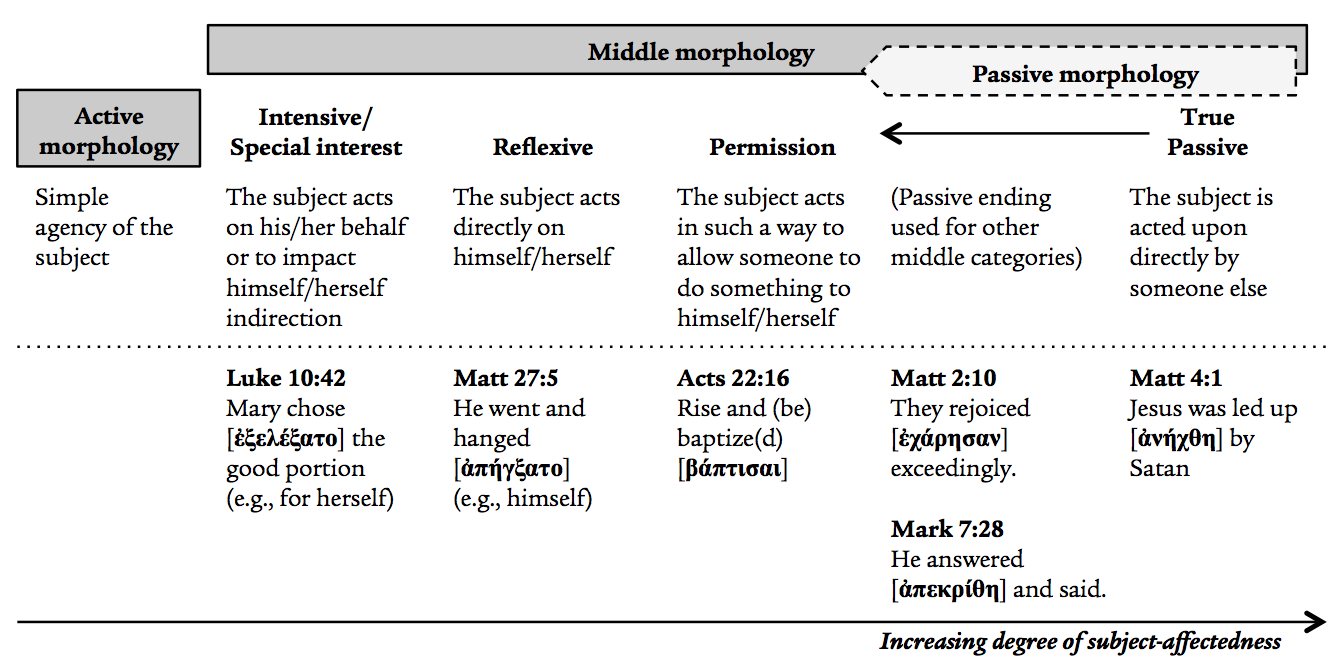 Middle morphology
Passive morphology
Active
morphology
Intensive/
Special interest
Reflexive
Permission
True
Passive
Simple
agency of the
subject
The subject acts
on his/her behalf
or to impact
himself/herself
indirection
The subject acts
directly on
himself/herself
The subject acts
in such a way to
allow someone to
do something to
himself/herself
(Passive ending
used for other
middle categories)
The subject is
acted upon
directly by
someone else
Luke 10:42
Mary chose
[ἐξελέξατο] the
good portion
(e.g., for herself)
Matt 27:5
He went and
hanged
[ἀπήγξατο]
(e.g., himself)
Acts 22:16
Rise and (be)
baptize(d)
[βάπτισαι]
Matt 2:10
They rejoiced
[ἐχάρησαν]
exceedingly.
Mark 7:28
He answered
[ἀπεκρίθη] and said.
Matt 4:1
Jesus was led up
[ἀνήχθη] by
Satan
Increasing degree of subject-affectedness